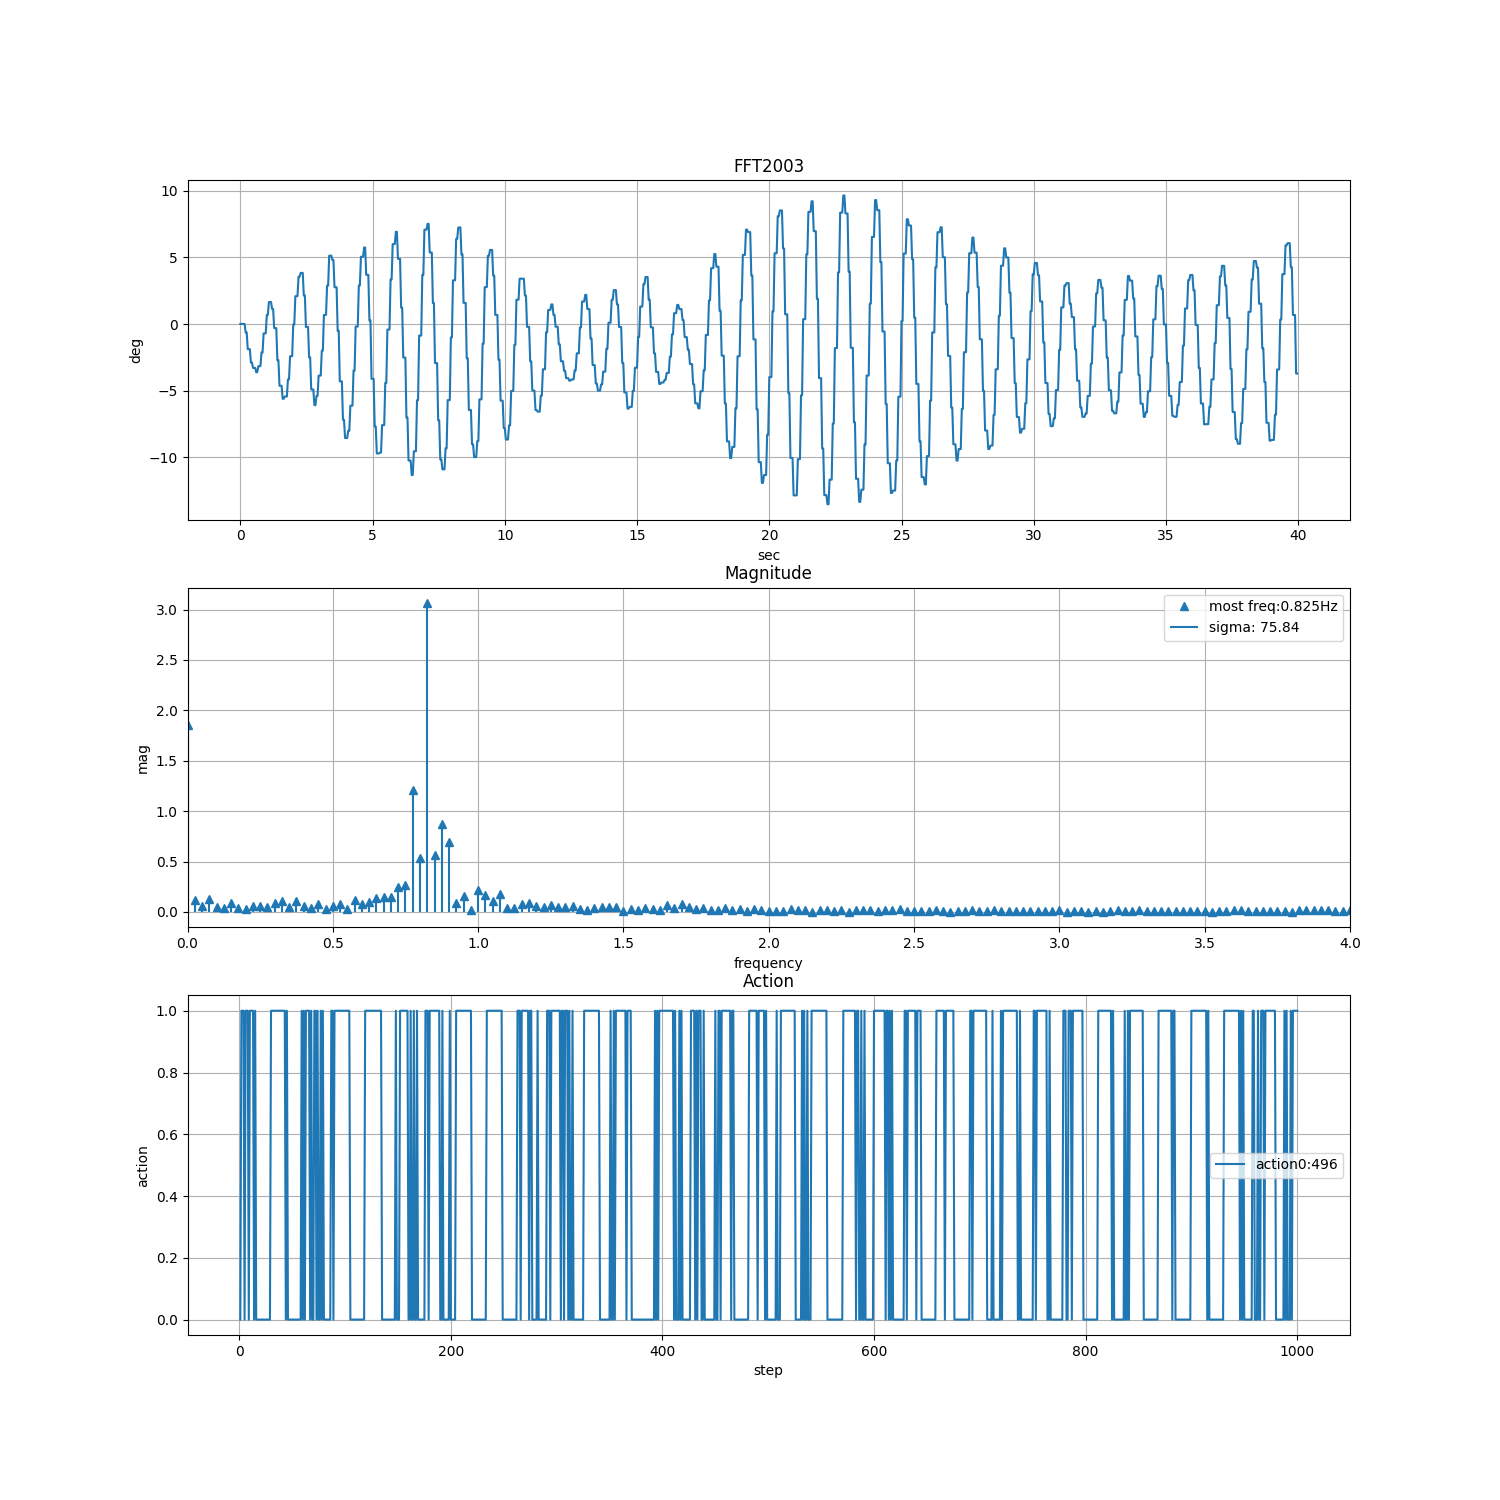 FFT2003
10
5
0
−5
−10
deg
0 5 10 15 20 25 30 35 40
sec
Magnitude
3.0
2.5
2.0
1.5
1.0
0.5
0.0
mag
most freq:0.825Hz
sigma: 75.84
0.0 0.5 1.0 1.5 2.0 2.5 3.0 3.5 4.0
frequency
Action
1.0
0.8
0.6
0.4
0.2
0.0
action
action0:496
0 200 400 600 800 1000
step